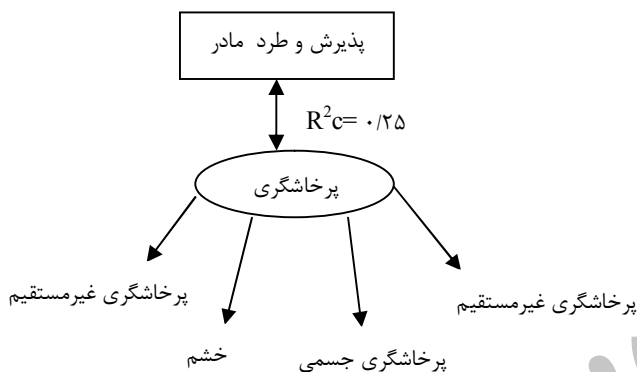 پذیرش و طرد مادر
R²c= ۰/۲۵
پرخاشگری
پرخاشگری غیرمستقیم
پرخاشگری جسمی
خشم
پرخاشگری غیرمستقیم